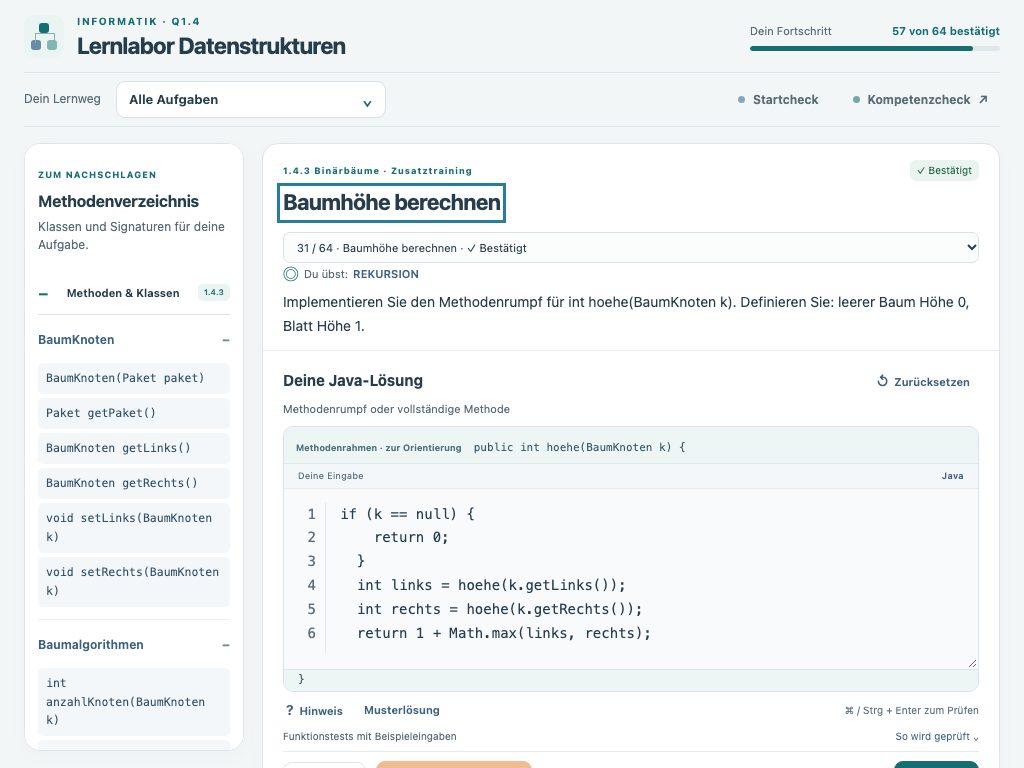 INFORMATIK · Q1.4
Lernlabor Datenstrukturen
Dein Fortschritt
57 von 64 bestätigt
Dein Lernweg
Alle Aufgaben
Startcheck
Kompetenzcheck ↗
ZUM NACHSCHLAGEN
Methodenverzeichnis
Klassen und Signaturen für deine
Aufgabe.
– Methoden & Klassen 1.4.3
BaumKnoten –
BaumKnoten(Paket paket)
Paket getPaket()
BaumKnoten getLinks()
BaumKnoten getRechts()
void setLinks(BaumKnoten
k)
void setRechts(BaumKnoten
k)
Baumalgorithmen –
int
anzahlKnoten(BaumKnoten
k)
1.4.3 Binärbäume · Zusatztraining
✓ Bestätigt
Baumhöhe berechnen
31 / 64 · Baumhöhe berechnen · ✓ Bestätigt
Du übst: REKURSION
Implementieren Sie den Methodenrumpf für int hoehe(BaumKnoten k). Definieren Sie: leerer Baum Höhe 0,
Blatt Höhe 1.
Deine Java-Lösung
Zurücksetzen
Methodenrumpf oder vollständige Methode
Methodenrahmen · zur Orientierung public int hoehe(BaumKnoten k) {
Deine Eingabe
Java
1 if (k == null) {
2     return 0;
3   }
4   int links = hoehe(k.getLinks());
5   int rechts = hoehe(k.getRechts());
6   return 1 + Math.max(links, rechts);
}
? Hinweis
Musterlösung
⌘ / Strg + Enter zum Prüfen
Funktionstests mit Beispieleingaben
So wird geprüft